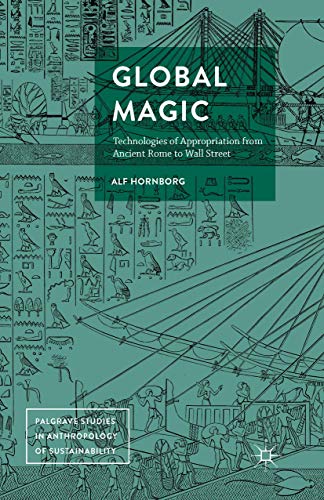 GLOBAL
MAGIC
Technologies of Appropriation from
Ancient Rome to Wall Street
ALF HORNBORG
PALGRAVE STUDIES
IN ANTHROPOLOGY
OF SUSTAINABILITY